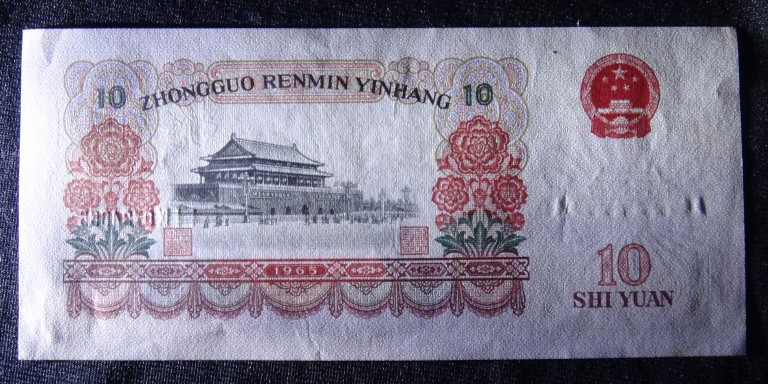 10 ZHONGGUO RENMIN YINHANG 10
1965
10
SHI YUAN